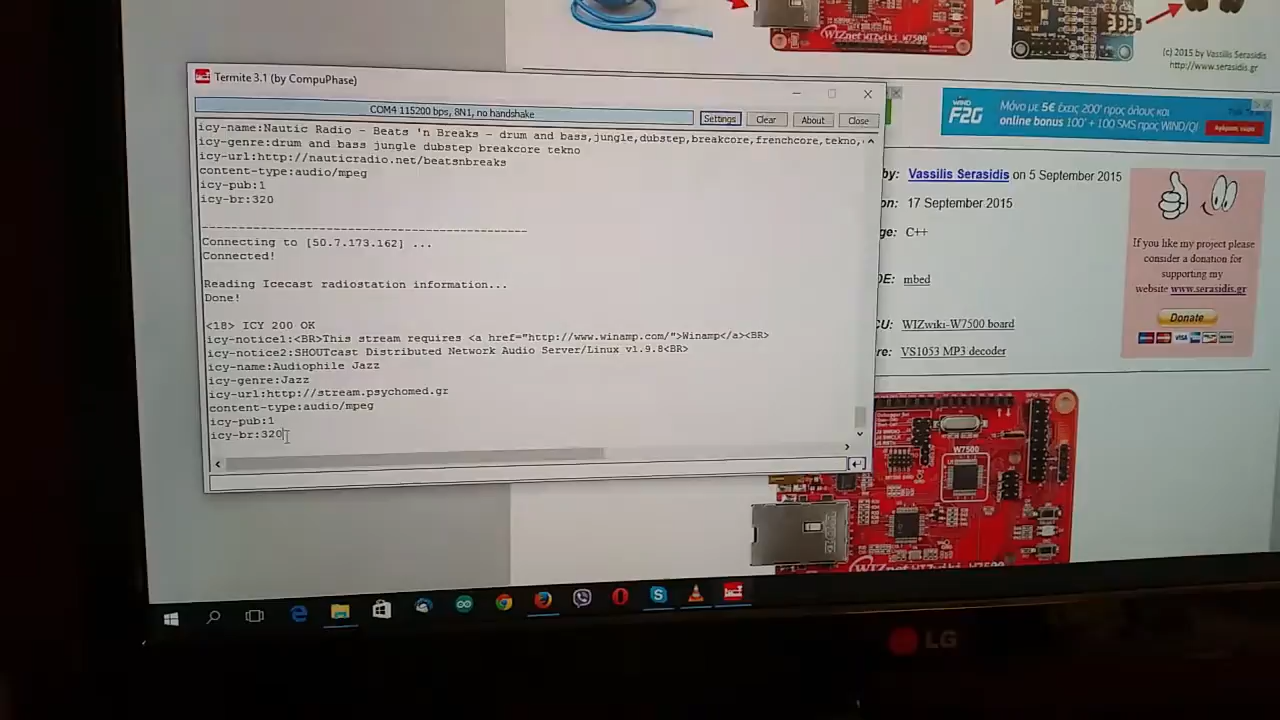 WIZnet WIZwiki W7500
(c) 2015 by Vassilis Serasidis
http://www.serasidis.gr
Termite 3.1 (by CompuPhase)
COM4 115200 bps, 8N1, no handshake
Settings
Clear
About
Close
icy-name:Nautic Radio - Beats 'n Breaks - drum and bass,jungle,dubstep,breakcore,frenchcore,tekno,
icy-genre:drum and bass jungle dubstep breakcore tekno
icy-url:http://nauticradio.net/beatsnbreaks
content-type:audio/mpeg
icy-pub:1
icy-br:320
-----------------------------------------------
Connecting to [50.7.173.162] ...
Connected!
Reading Icecast radiostation information...
Done!
<18> ICY 200 OK
icy-notice1:<BR>This stream requires <a href="http://www.winamp.com/">Winamp</a><BR>
icy-notice2:SHOUTcast Distributed Network Audio Server/Linux v1.9.8<BR>
icy-name:Audiophile Jazz
icy-genre:Jazz
icy-url:http://stream.psychomed.gr
content-type:audio/mpeg
icy-pub:1
icy-br:320
WIND
F2G
Μόνο με 5€ έχεις 200' προς όλους και
online bonus 100' + 100 SMS προς WIND/Q!
by: Vassilis Serasidis on 5 September 2015
on: 17 September 2015
ge: C++
DE: mbed
CU: WIZwiki-W7500 board
re: VS1053 MP3 decoder
If you like my project please
consider a donation for
supporting my
website www.serasidis.gr
Donate
VISA
W7500
WIZnet WIZwiki W7500
LG